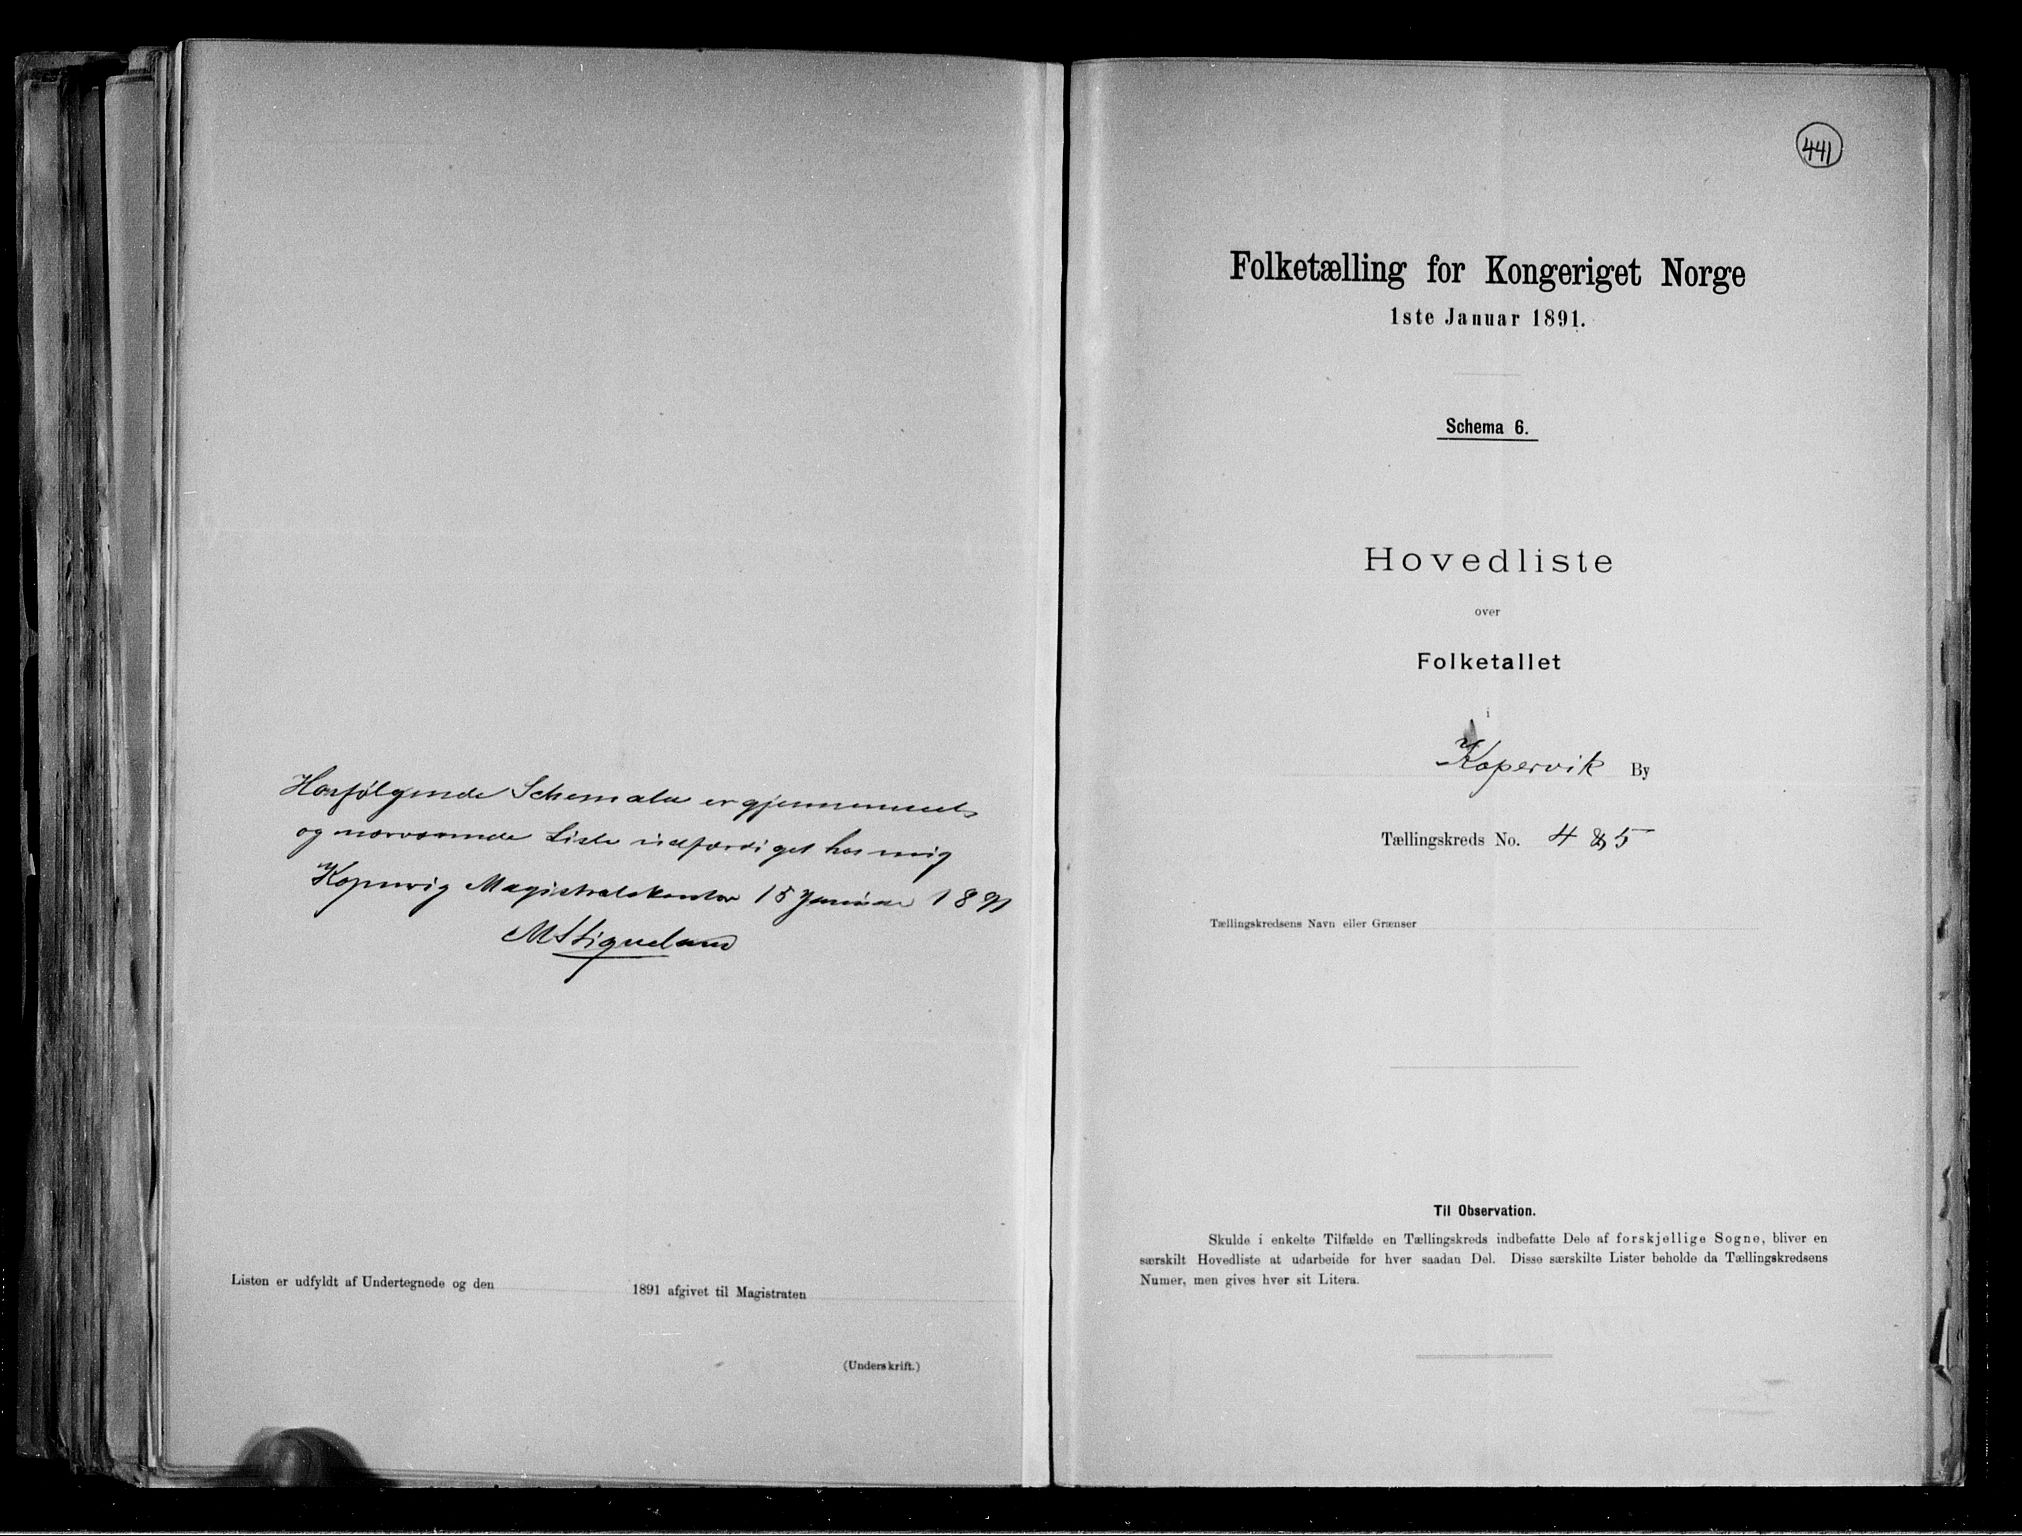 Hosfølgende Schemata er gjennemseet
og nærværende Liste udfærdiget hos mig
Kopervig Magistratskontor 15 Januar 1891
Listen er udfyldt af Undertegnede og den 1891 afgivet til Magistraten
(Underskrift.)
441
Folketælling for Kongeriget Norge
1ste Januar 1891.
Schema 6.
Hovedliste
over
Folketallet
i
Kopervik By
Tællingskreds No. 4 & 5
Tællingskredsens Navn eller Grænser
Til Observation.
Skulde i enkelte Tilfælde en Tællingskreds indbefatte Dele af forskjellige Sogne, bliver en
særskilt Hovedliste at udarbeide for hver saadan Del. Disse særskilte Lister beholde da Tællingskredsens
Numer, men gives hver sit Litera.